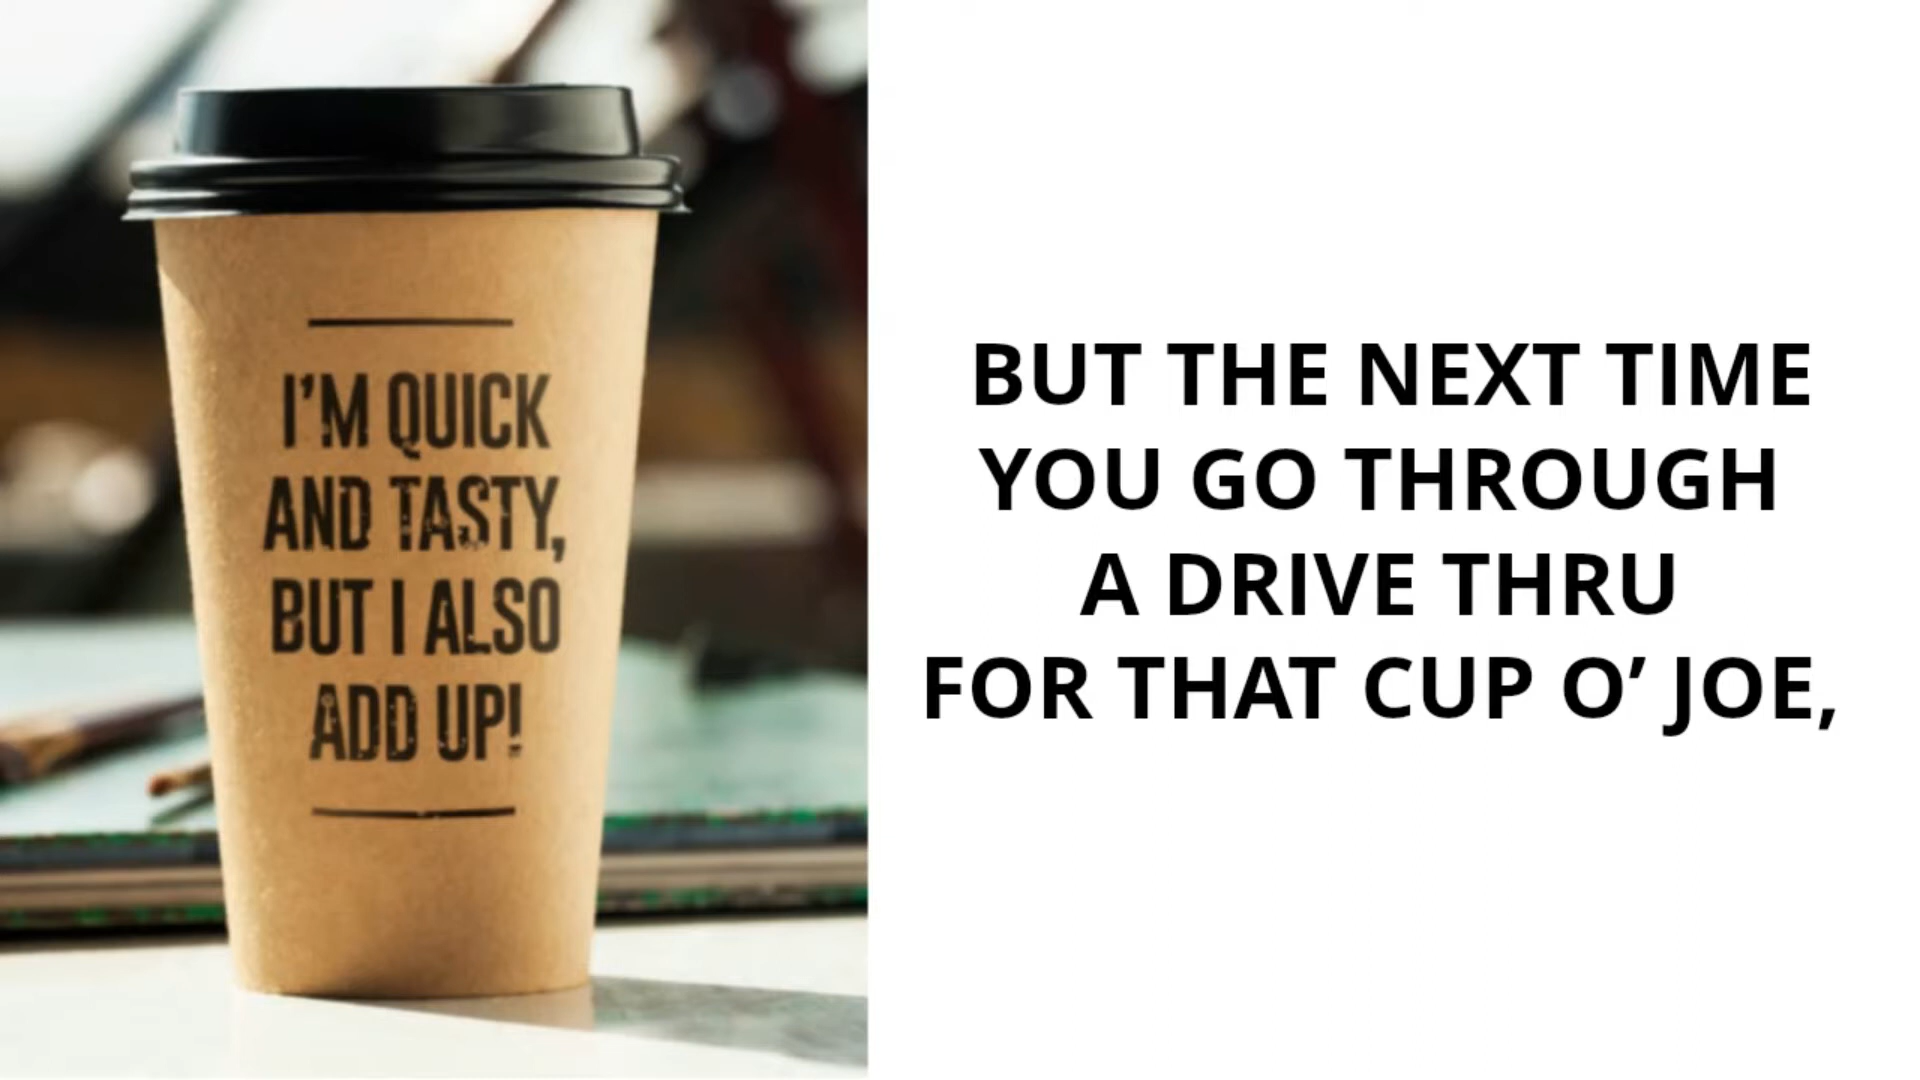 I'M QUICK
AND TASTY,
BUT I ALSO
ADD UP!
BUT THE NEXT TIME
YOU GO THROUGH
A DRIVE THRU
FOR THAT CUP O' JOE,